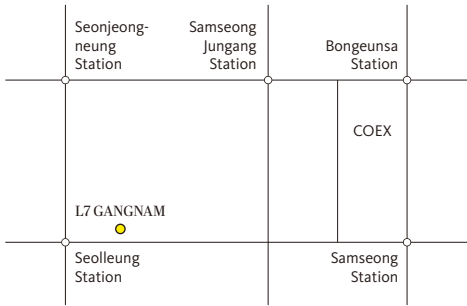 Seonjeong-
neung
Station
Samseong
Jungang
Station
Bongeunsa
Station
COEX
L7 GANGNAM
Seolleung
Station
Samseong
Station